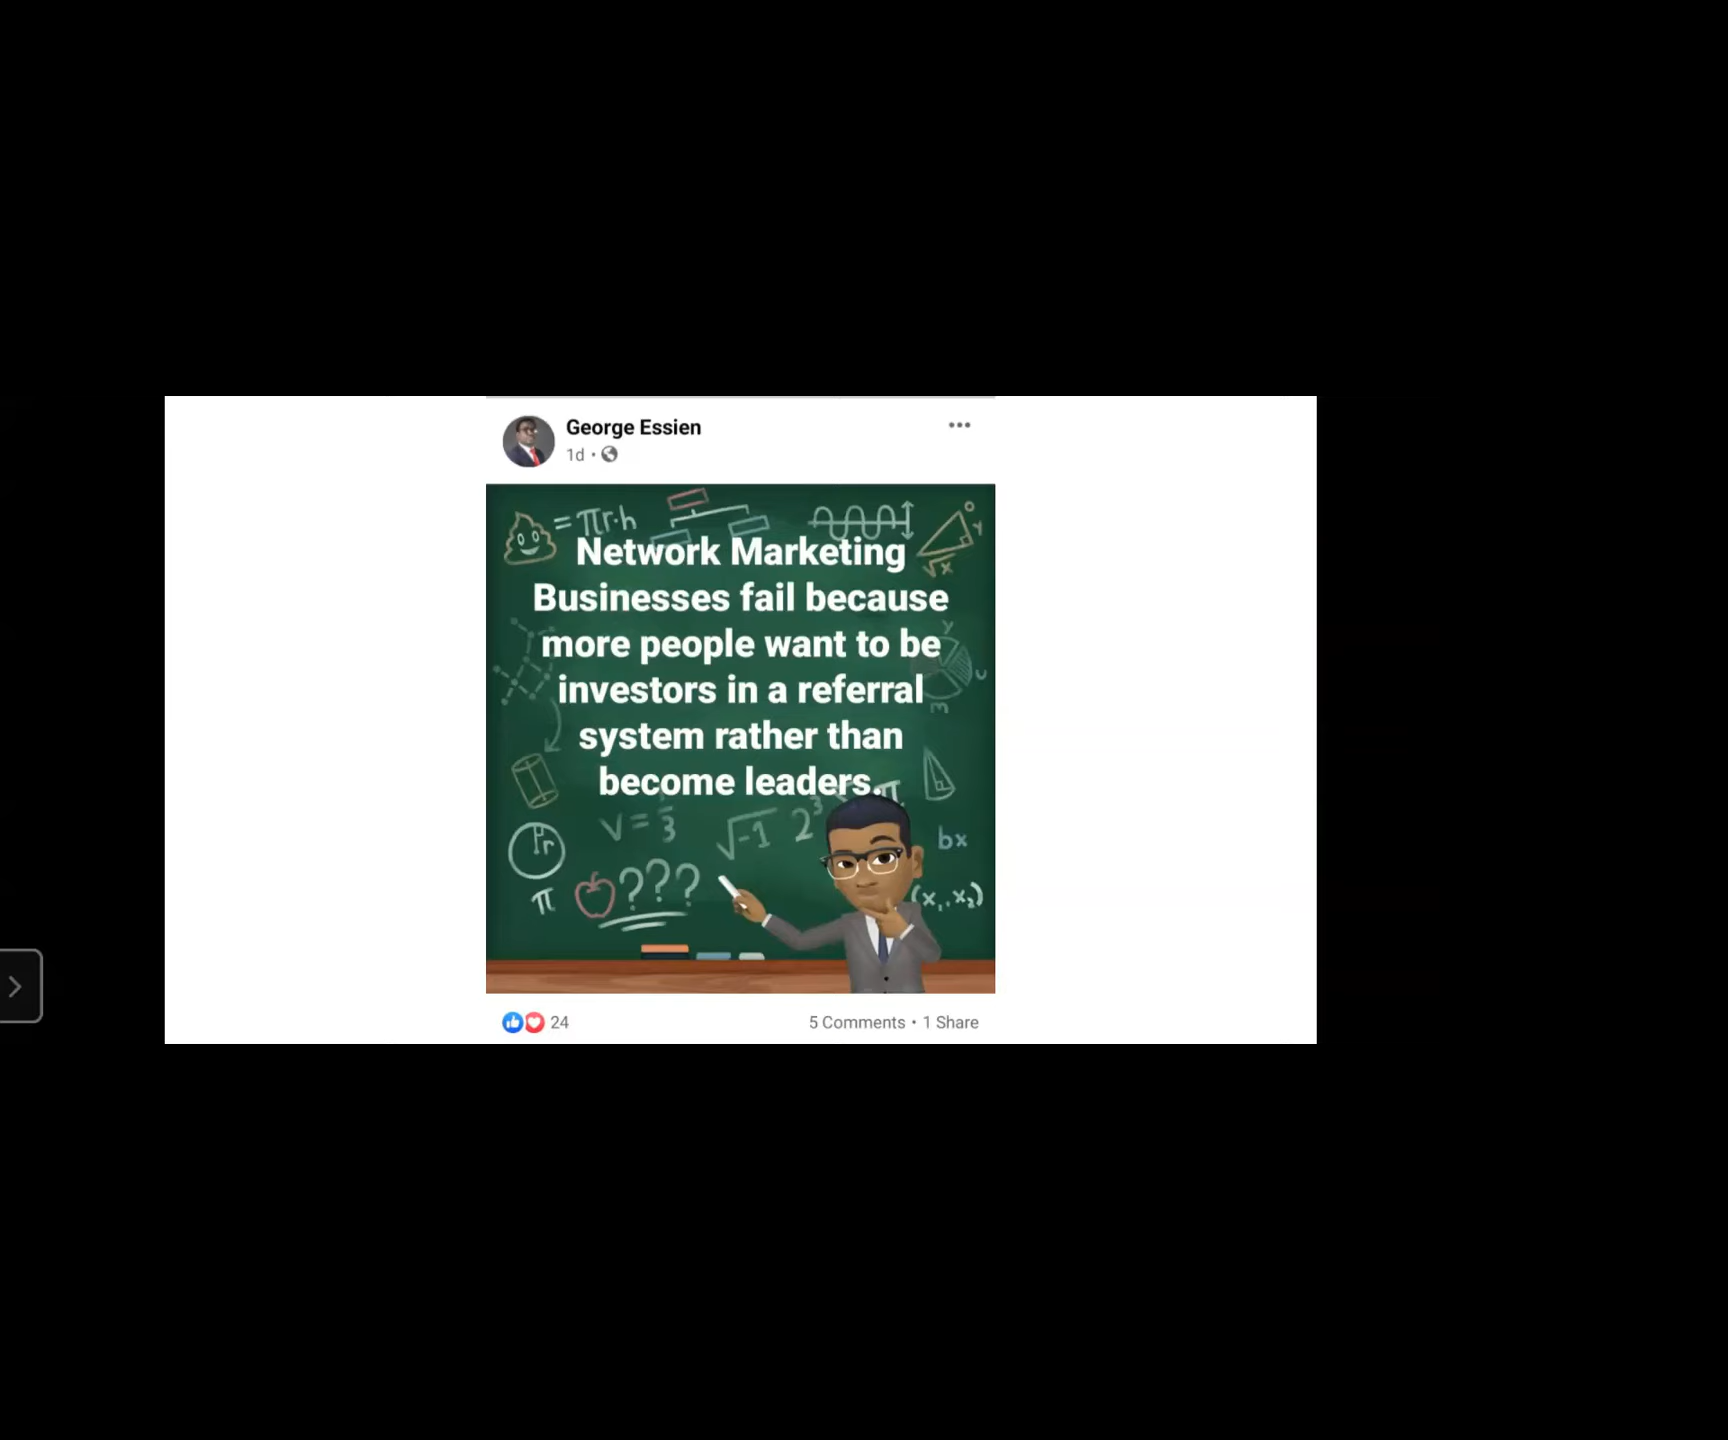 George Essien
1d •
= πr·h
√x
Network Marketing
Businesses fail because
more people want to be
investors in a referral
system rather than
become leaders.
V = 3
√-1 2³
π
r
bx
π
???
(x₁, x₂)
24
5 Comments • 1 Share